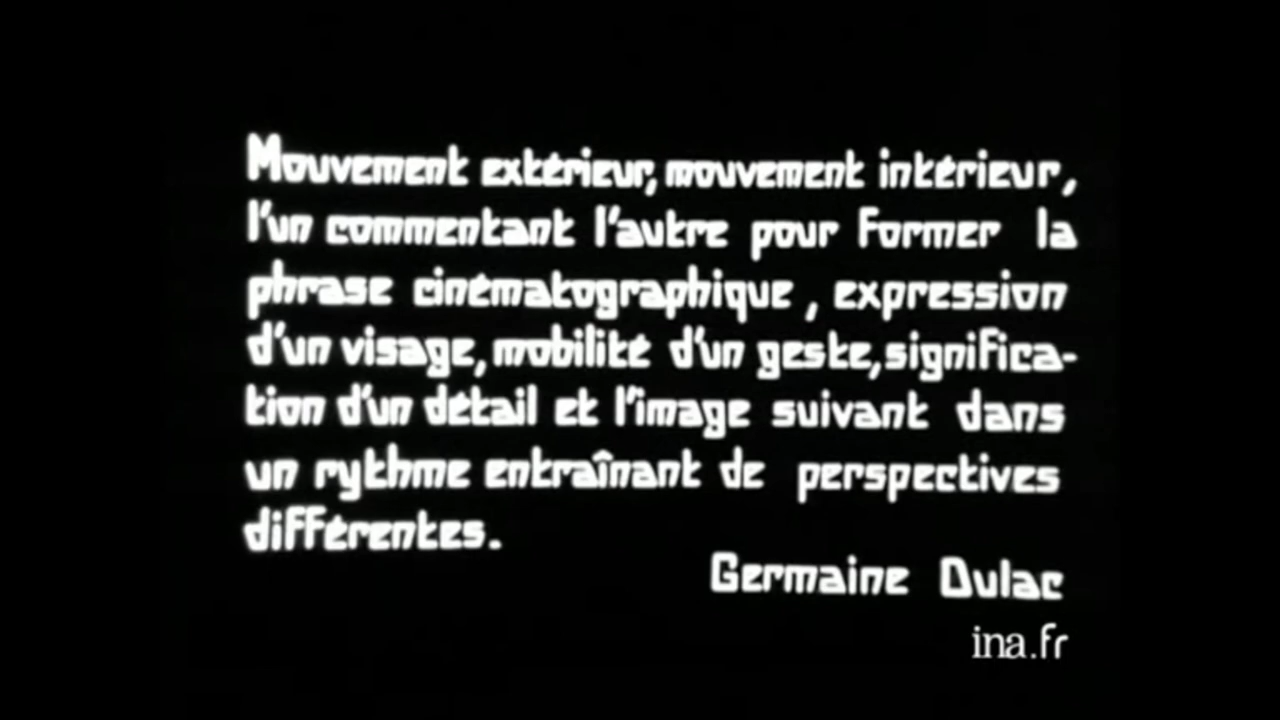 Mouvement extérieur, mouvement intérieur,
l'un commentant l'autre pour former la
phrase cinématographique, expression
d'un visage, mobilité d'un geste, significa-
tion d'un détail et l'image suivant dans
un rythme entraînant de perspectives
différentes.
Germaine Dulac
ina.fr